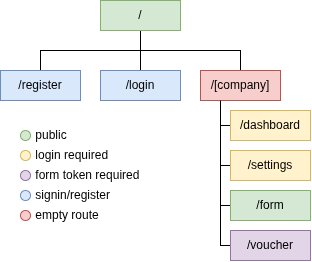 /
/register
/login
/[company]
/dashboard
/settings
/form
/voucher
public
login required
form token required
signin/register
empty route